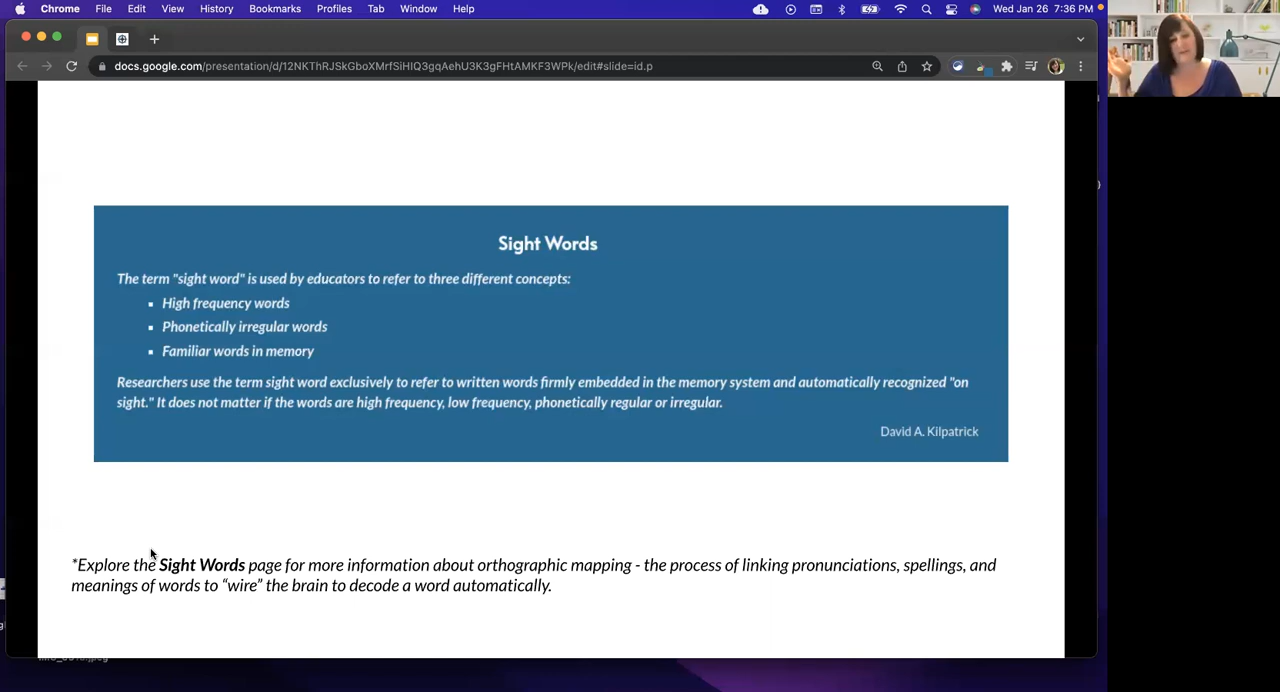 Chrome File Edit View History Bookmarks Profiles Tab Window Help Wed Jan 26 7:36 PM
docs.google.com/presentation/d/12NKThRJSkGboXMrfSiHIQ3gqAehU3K3gFHtAMKF3WPk/edit#slide=id.p
Sight Words
The term "sight word" is used by educators to refer to three different concepts:
▪ High frequency words
▪ Phonetically irregular words
▪ Familiar words in memory
Researchers use the term sight word exclusively to refer to written words firmly embedded in the memory system and automatically recognized "on
sight." It does not matter if the words are high frequency, low frequency, phonetically regular or irregular.
David A. Kilpatrick
*Explore the Sight Words page for more information about orthographic mapping - the process of linking pronunciations, spellings, and
meanings of words to “wire” the brain to decode a word automatically.